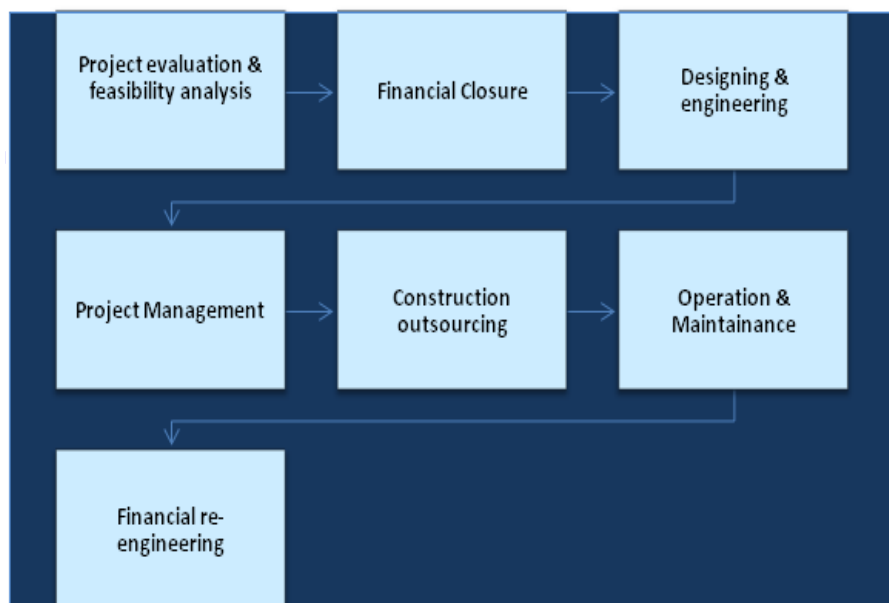 Project evaluation &
feasibility analysis
Financial Closure
Designing &
engineering
Project Management
Construction
outsourcing
Operation &
Maintainance
Financial re-
engineering